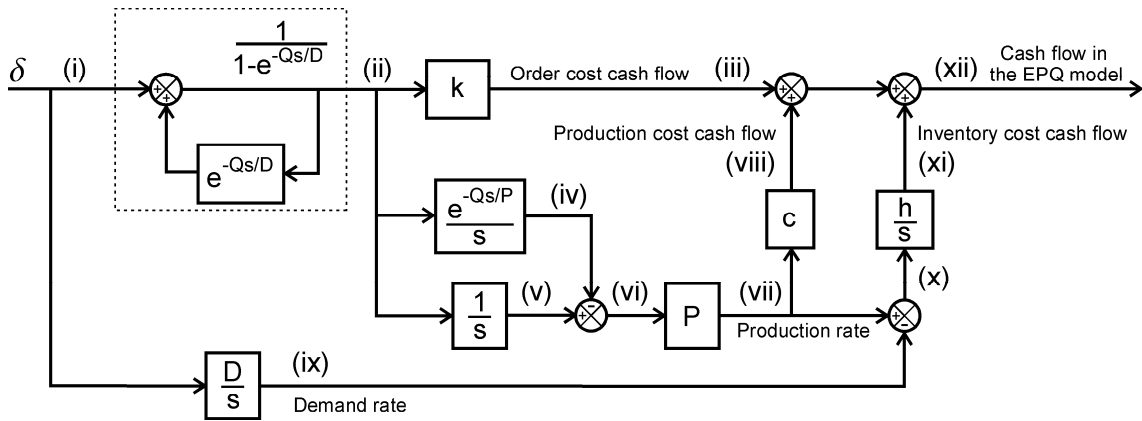 1
1-e^-Qs/D
Cash flow in
the EPQ model
δ
(i)
(ii)
(iii)
(xii)
Order cost cash flow
k
+
+
+
+
+
+
Production cost cash flow
Inventory cost cash flow
e^-Qs/D
(viii)
(xi)
e^-Qs/P
s
(iv)
c
h
s
1
s
(v)
-
+
(vi)
P
(vii)
(x)
+
-
Production rate
D
s
(ix)
Demand rate